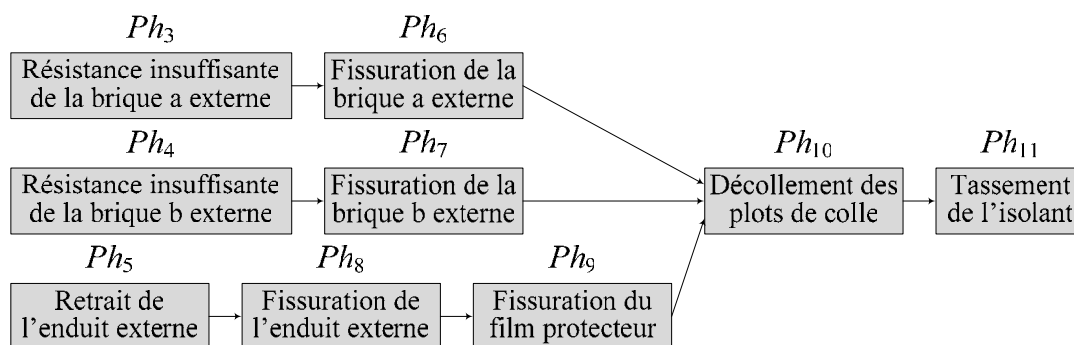 Ph3
Ph6
Résistance insuffisante
de la brique a externe
Fissuration de la
brique a externe
Ph4
Ph7
Ph10
Ph11
Résistance insuffisante
de la brique b externe
Fissuration de la
brique b externe
Décollement des
plots de colle
Tassement
de l'isolant
Ph5
Ph8
Ph9
Retrait de
l'enduit externe
Fissuration de
l'enduit externe
Fissuration du
film protecteur